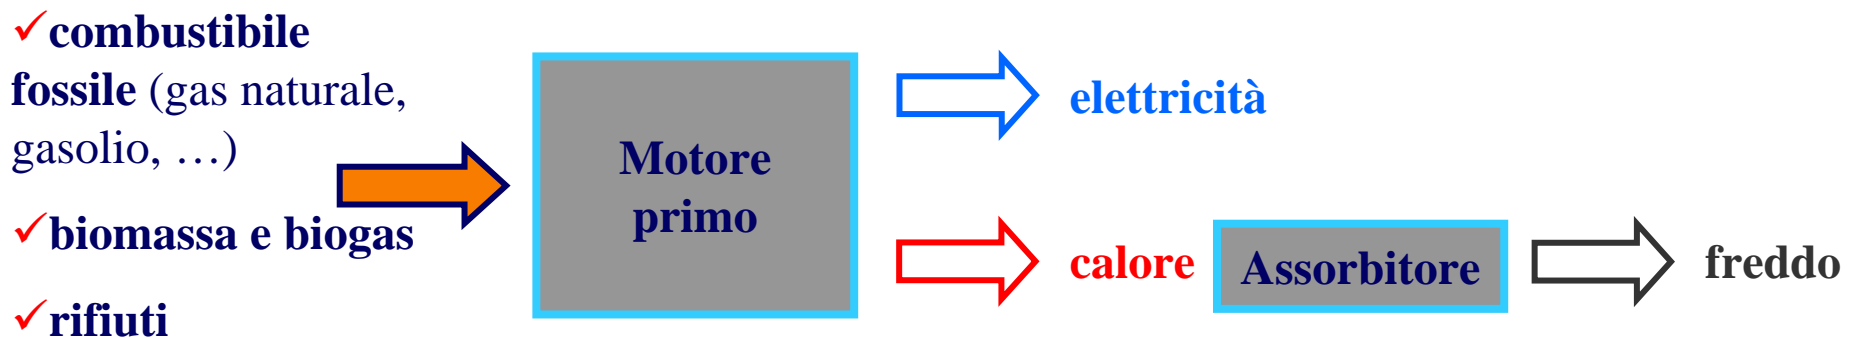 ✓combustibile
fossile (gas naturale,
gasolio, …)
✓biomassa e biogas
✓rifiuti
Motore
primo
elettricità
calore
Assorbitore
freddo